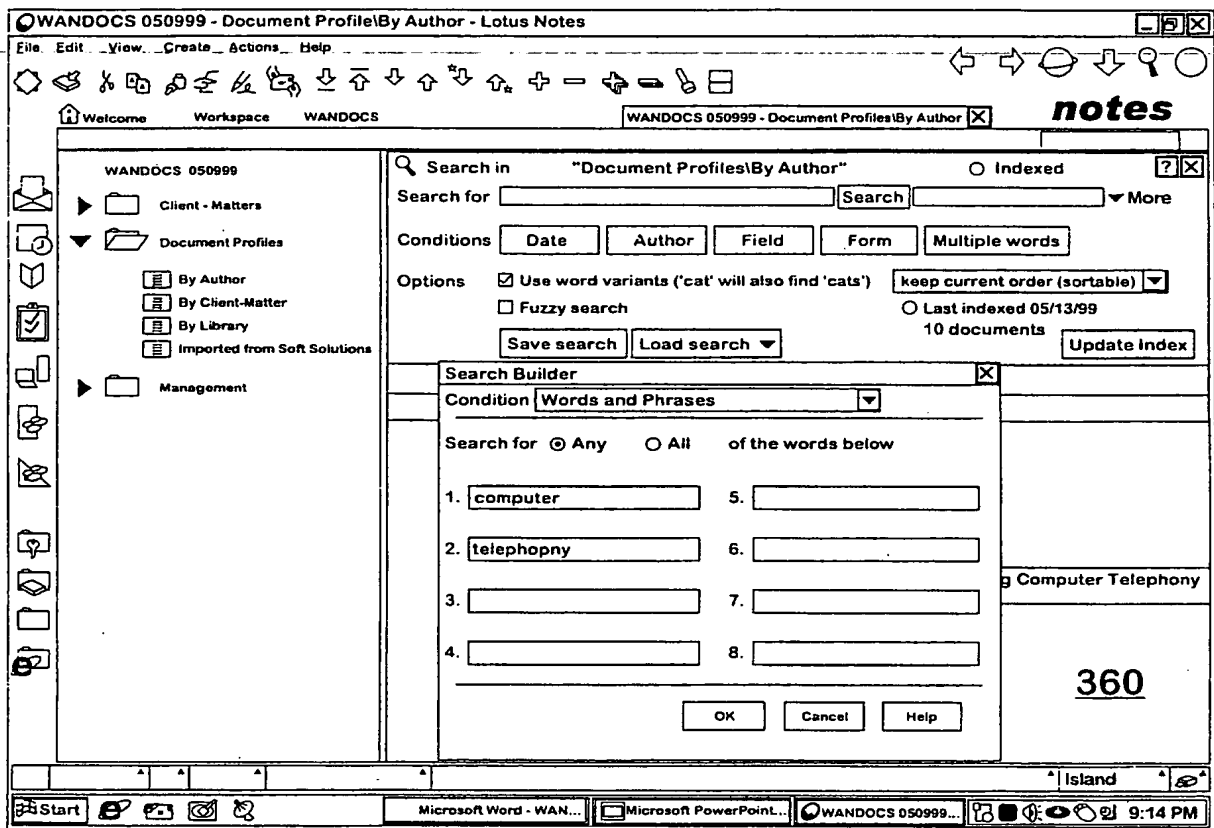 WANDOCS 050999 - Document Profile\By Author - Lotus Notes
File Edit View Create Actions Help
Welcome Workspace WANDOCS WANDOCS 050999 - Document Profiles\By Author
notes
WANDOCS 050999
Client - Matters
Document Profiles
By Author
By Client-Matter
By Library
Imported from Soft Solutions
Management
Search in "Document Profiles\By Author" Indexed ?
Search for Search More
Conditions Date Author Field Form Multiple words
Options Use word variants ('cat' will also find 'cats') keep current order (sortable)
Fuzzy search Last indexed 05/13/99
10 documents
Save search Load search Update Index
Search Builder
Condition Words and Phrases
Search for Any All of the words below
1. computer 5.
2. telephopny 6.
g Computer Telephony
3. 7.
4. 8.
360
OK Cancel Help
Island
Start Microsoft Word - WAN... Microsoft PowerPoint... WANDOCS 050999... 9:14 PM